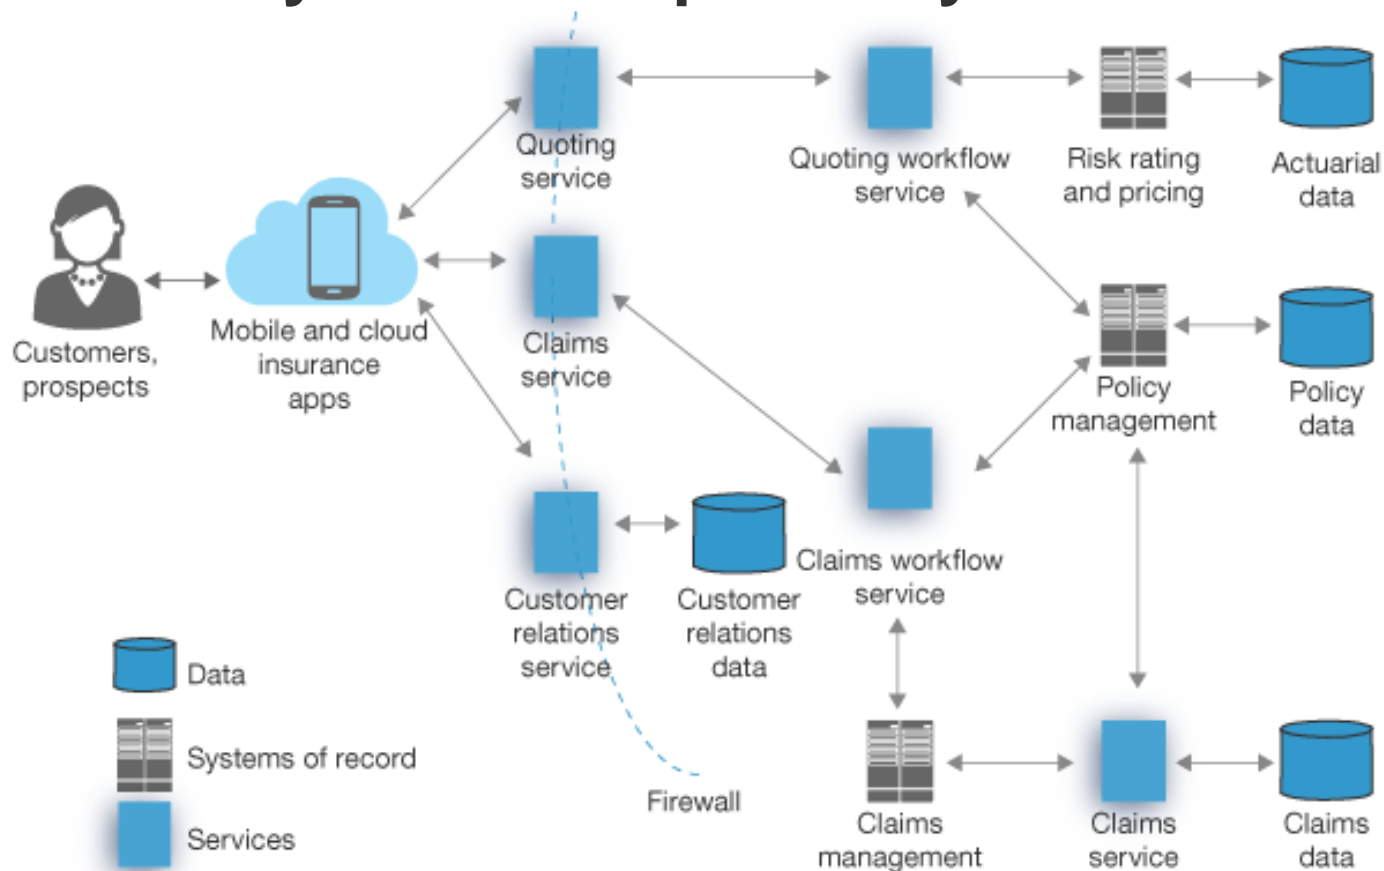 Quoting
service
Quoting workflow
service
Risk rating
and pricing
Actuarial
data
Customers,
prospects
Mobile and cloud
insurance
apps
Claims
service
Policy
management
Policy
data
Customer
relations
service
Customer
relations
data
Claims workflow
service
Data
Systems of record
Services
Firewall
Claims
management
Claims
service
Claims
data